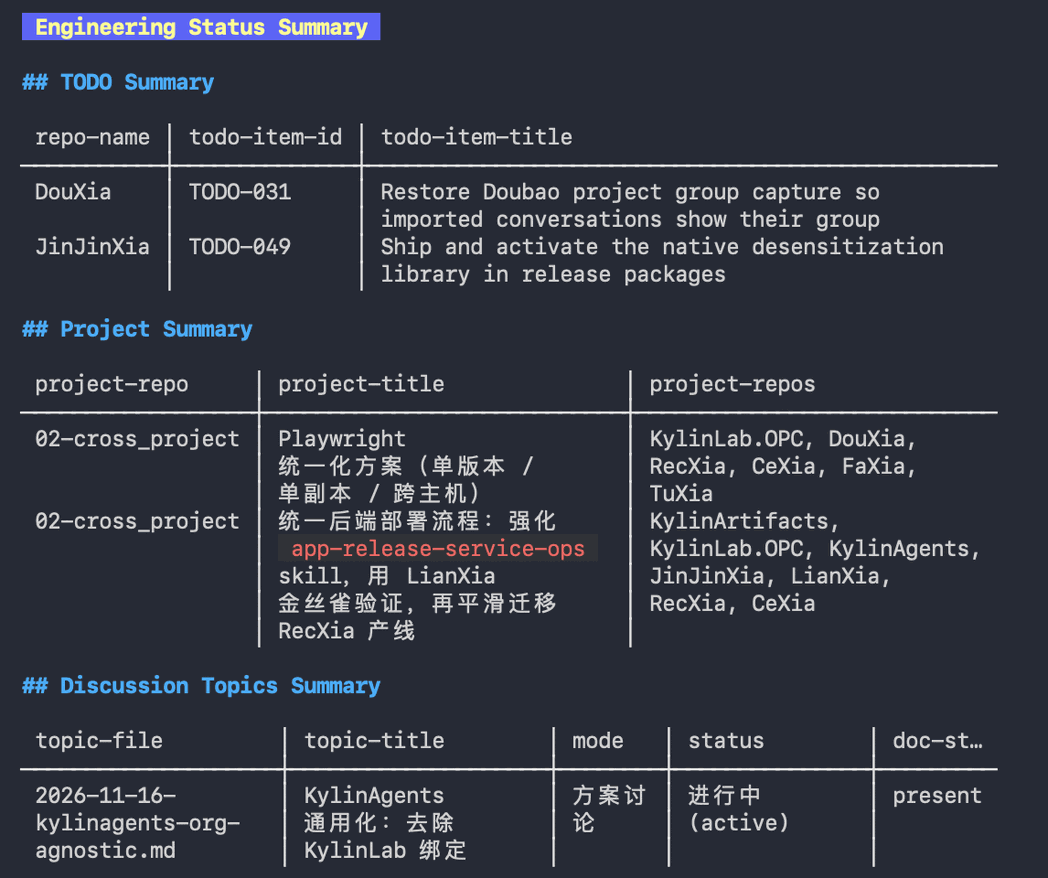 Engineering Status Summary
## TODO Summary
repo-name | todo-item-id | todo-item-title
DouXia | TODO-031 | Restore Doubao project group capture so
imported conversations show their group
JinJinXia | TODO-049 | Ship and activate the native desensitization
library in release packages
## Project Summary
project-repo | project-title | project-repos
02-cross_project | Playwright | KylinLab.OPC, DouXia,
统一化方案（单版本 / | RecXia, CeXia, FaXia,
单副本 / 跨主机） | TuXia
02-cross_project | 统一后端部署流程：强化 | KylinArtifacts,
app-release-service-ops | KylinLab.OPC, KylinAgents,
skill，用 LianXia | JinJinXia, LianXia,
金丝雀验证，再平滑迁移 | RecXia, CeXia
RecXia 产线
## Discussion Topics Summary
topic-file | topic-title | mode | status | doc-st…
2026-11-16- | KylinAgents | 方案讨 | 进行中 | present
kylinagents-org- | 通用化：去除 | 论 | (active)
agnostic.md | KylinLab 绑定